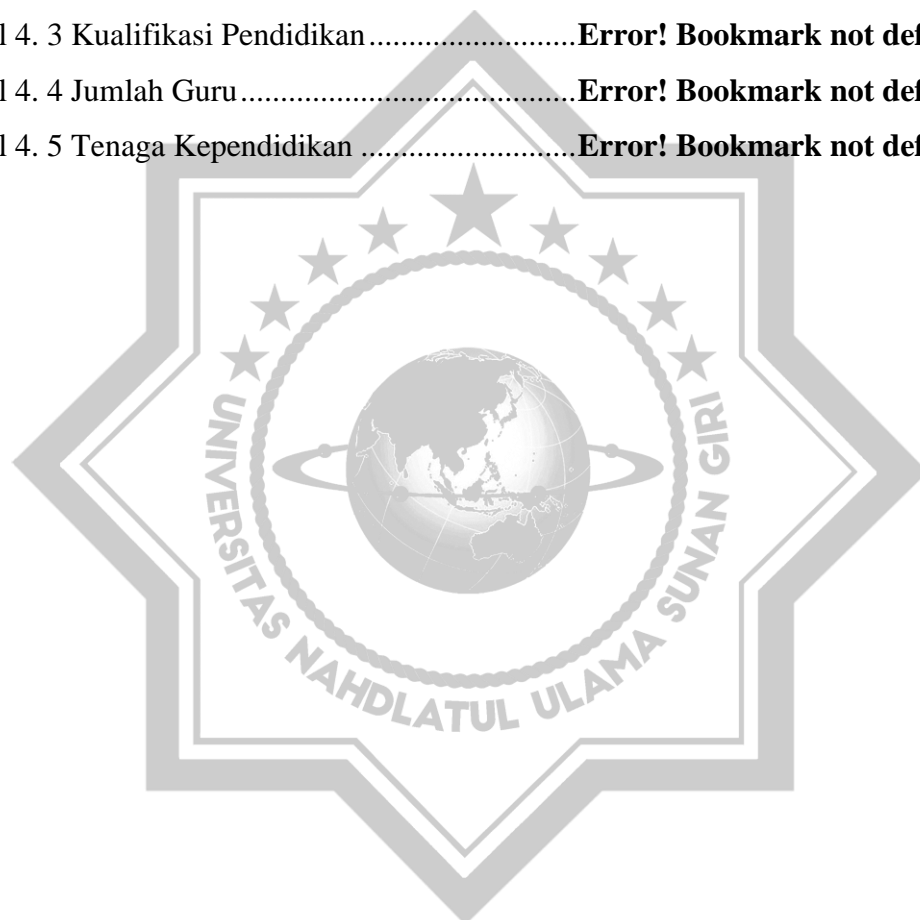 l 4. 3 Kualifikasi Pendidikan..........................Error! Bookmark not def
l 4. 4 Jumlah Guru..........................................Error! Bookmark not def
l 4. 5 Tenaga Kependidikan ...........................Error! Bookmark not def
UNIVERSITAS NAHDLATUL ULAMA SUNAN GIRI